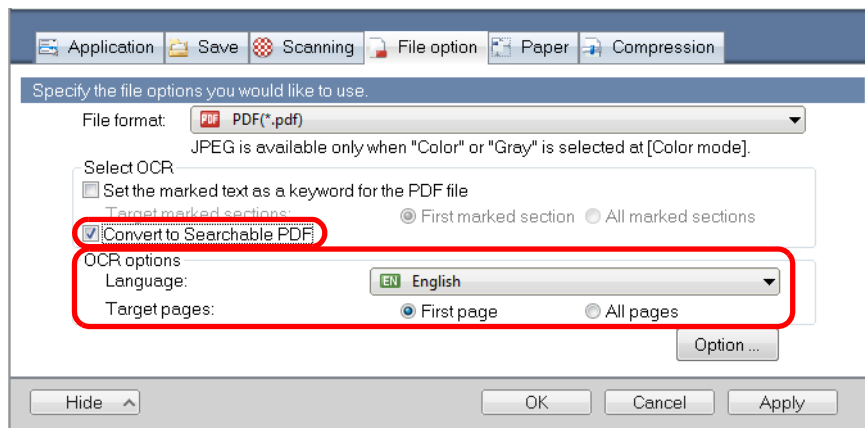 Application Save Scanning File option Paper Compression
Specify the file options you would like to use.
File format: PDF PDF(*.pdf)
JPEG is available only when "Color" or "Gray" is selected at [Color mode].
Select OCR
Set the marked text as a keyword for the PDF file
Target marked sections: First marked section All marked sections
Convert to Searchable PDF
OCR options
Language: EN English
Target pages: First page All pages
Option ...
Hide OK Cancel Apply